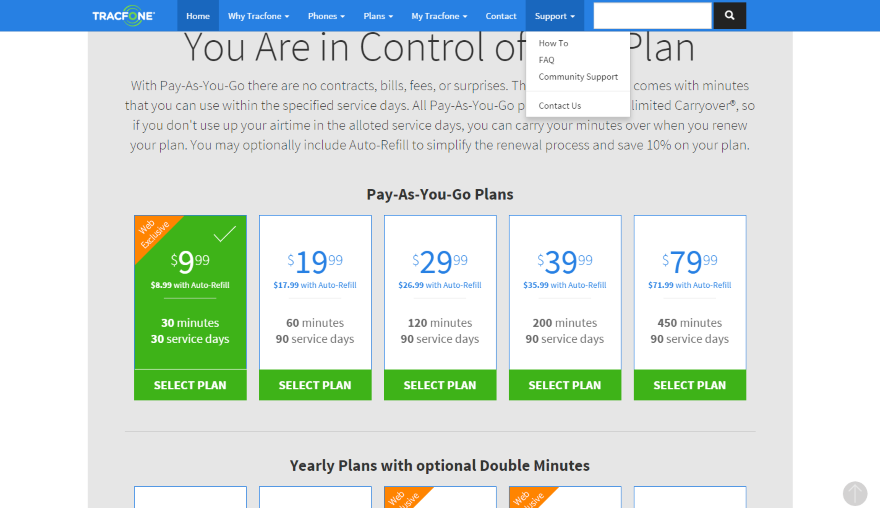 TRACFONE
Home
Why Tracfone
Phones
Plans
My Tracfone
Contact
Support
How To
FAQ
Community Support
Contact Us
You Are in Control of Plan
With Pay-As-You-Go there are no contracts, bills, fees, or surprises. comes with minutes
that you can use within the specified service days. All Pay-As-You-Go Carryover®, so
if you don't use up your airtime in the alloted service days, you can carry your minutes over when you renew
your plan. You may optionally include Auto-Refill to simplify the renewal process and save 10% on your plan.
Pay-As-You-Go Plans
Web
Exclusive
$9.99
$8.99 with Auto-Refill
30 minutes
30 service days
SELECT PLAN
$19.99
$17.99 with Auto-Refill
60 minutes
90 service days
SELECT PLAN
$29.99
$26.99 with Auto-Refill
120 minutes
90 service days
SELECT PLAN
$39.99
$35.99 with Auto-Refill
200 minutes
90 service days
SELECT PLAN
$79.99
$71.99 with Auto-Refill
450 minutes
90 service days
SELECT PLAN
Yearly Plans with optional Double Minutes
Web
Exclusive
Web
Exclusive